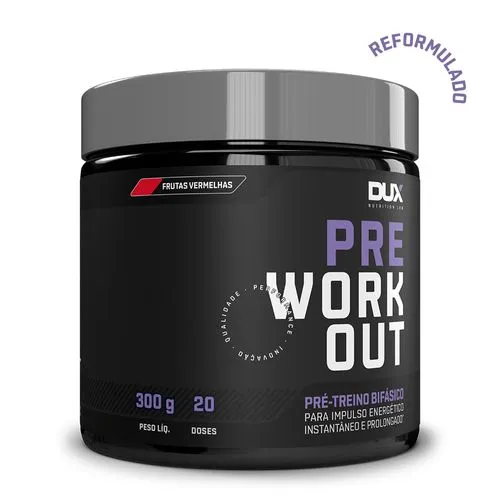 REFORMULADO
FRUTAS VERMELHAS
DUX
NUTRITION LAB
PRE
WORK
OUT
QUALIDADE · PERFORMANCE · INOVAÇÃO ·
PRÉ-TREINO BIFÁSICO
PARA IMPULSO ENERGÉTICO
INSTANTÂNEO E PROLONGADO*
300 g
PESO LÍQ.
20
DOSES